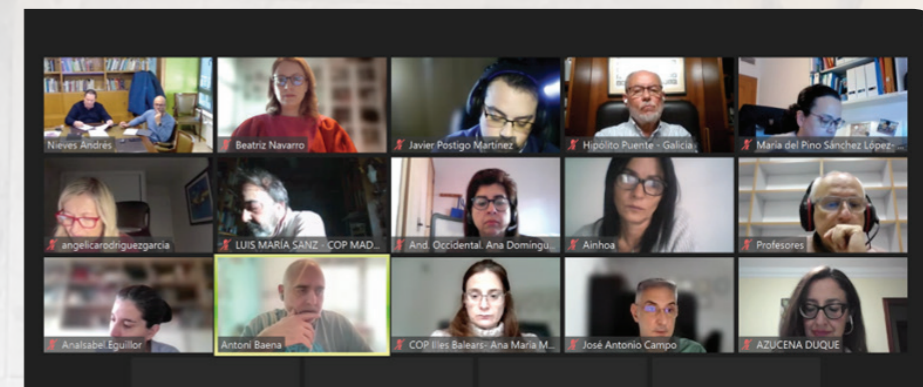 Nieves Andrés
Beatriz Navarro
Javier Postigo Martinez
Hipólito Puente - Galicia
María del Pino Sánchez López-
angelicarodriguezgarcia
LUIS MARÍA SANZ - COP MAD...
And. Occidental. Ana Domíngu...
Ainhoa
Profesores
AnaIsabel.Eguillor
Antoni Baena
COP Illes Balears- Ana Maria M...
José Antonio Campo
AZUCENA DUQUE